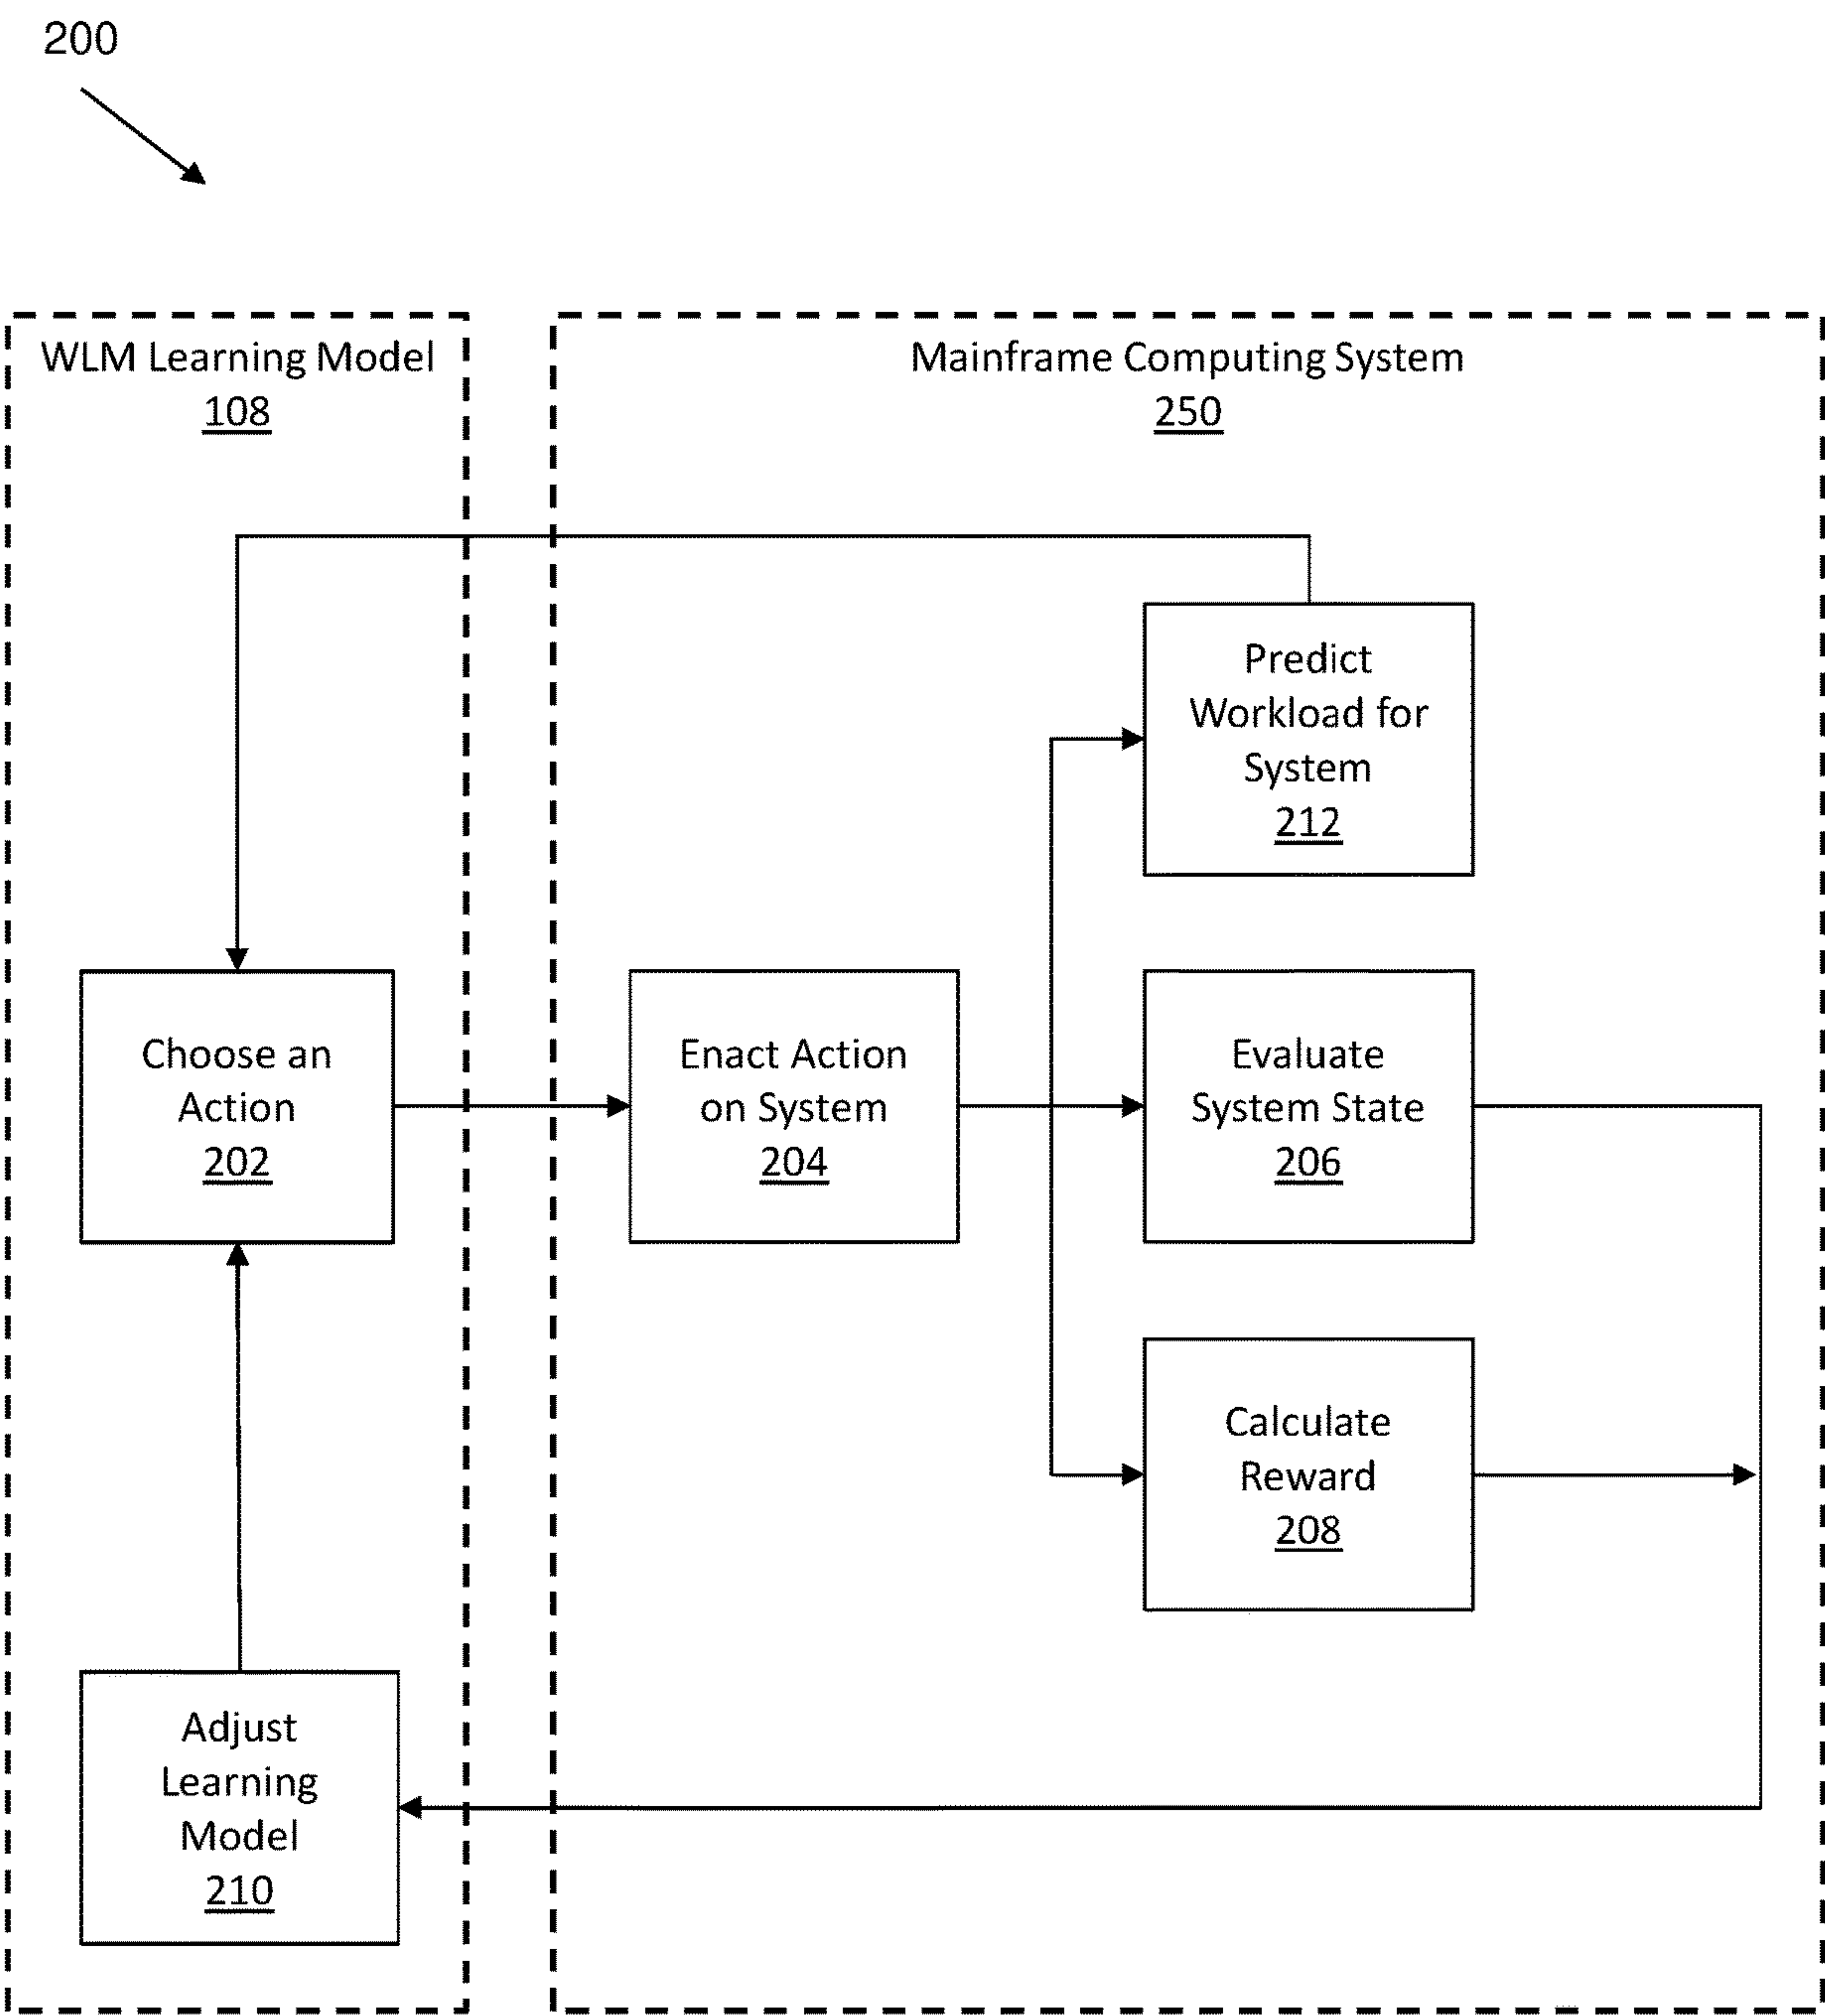 200
WLM Learning Model
108
Mainframe Computing System
250
Predict
Workload for
System
212
Choose an
Action
202
Enact Action
on System
204
Evaluate
System State
206
Calculate
Reward
208
Adjust
Learning
Model
210